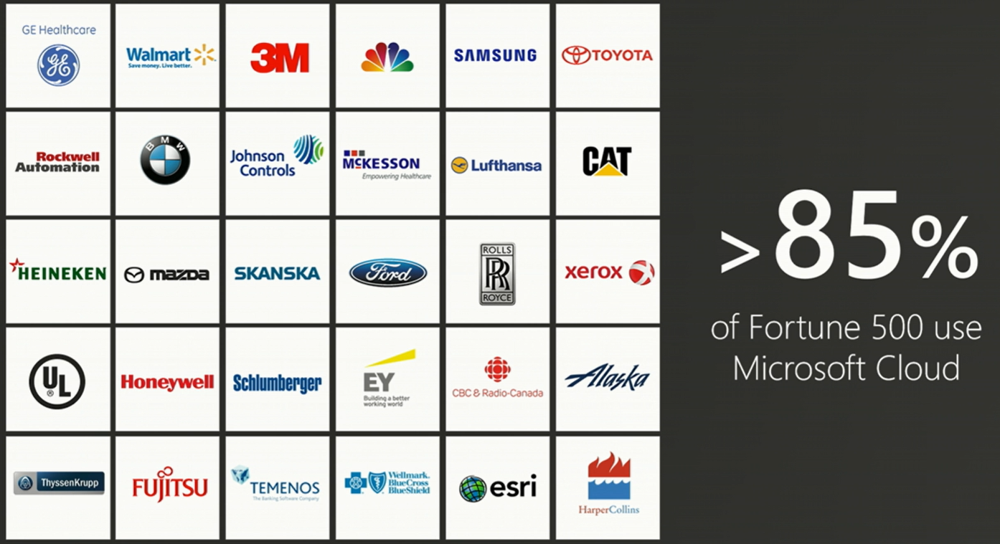 GE Healthcare
GE
Walmart
Save money. Live better.
3M
SAMSUNG
TOYOTA
Rockwell
Automation
BMW
Johnson
Controls
McKESSON
Empowering Healthcare
Lufthansa
CAT
HEINEKEN
mazda
SKANSKA
Ford
ROLLS
RR
ROYCE
xerox
UL
®
Honeywell
Schlumberger
EY
Building a better
working world
CBC & Radio-Canada
Alaska
ThyssenKrupp
FUJITSU
TEMENOS
The Banking Software Company
Wellmark.
BlueCross
BlueShield
esri
HarperCollins
>85%
of Fortune 500 use
Microsoft Cloud